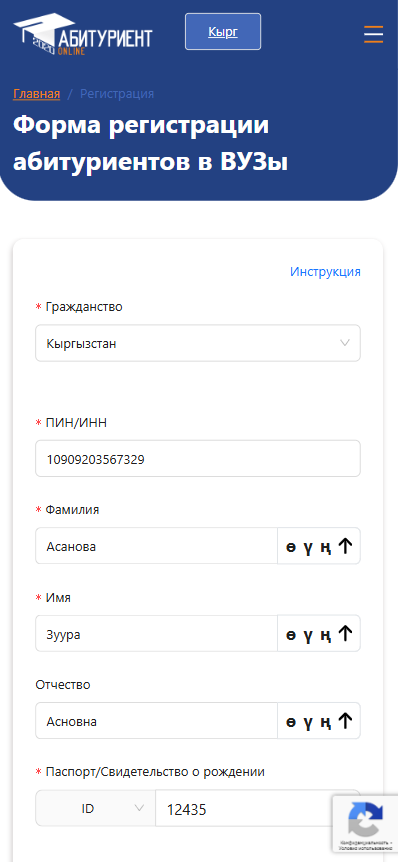 АБИТУРИЕНТ
2020 ONLINE
Кырг
Главная / Регистрация
Форма регистрации
абитуриентов в ВУЗы
Инструкция
* Гражданство
Кыргызстан
* ПИН/ИНН
10909203567329
* Фамилия
Асанова ө ү ң ↑
* Имя
Зуура ө ү ң ↑
Отчество
Асновна ө ү ң ↑
* Паспорт/Свидетельство о рождении
ID 12435
Конфиденциальность -
Условия использования